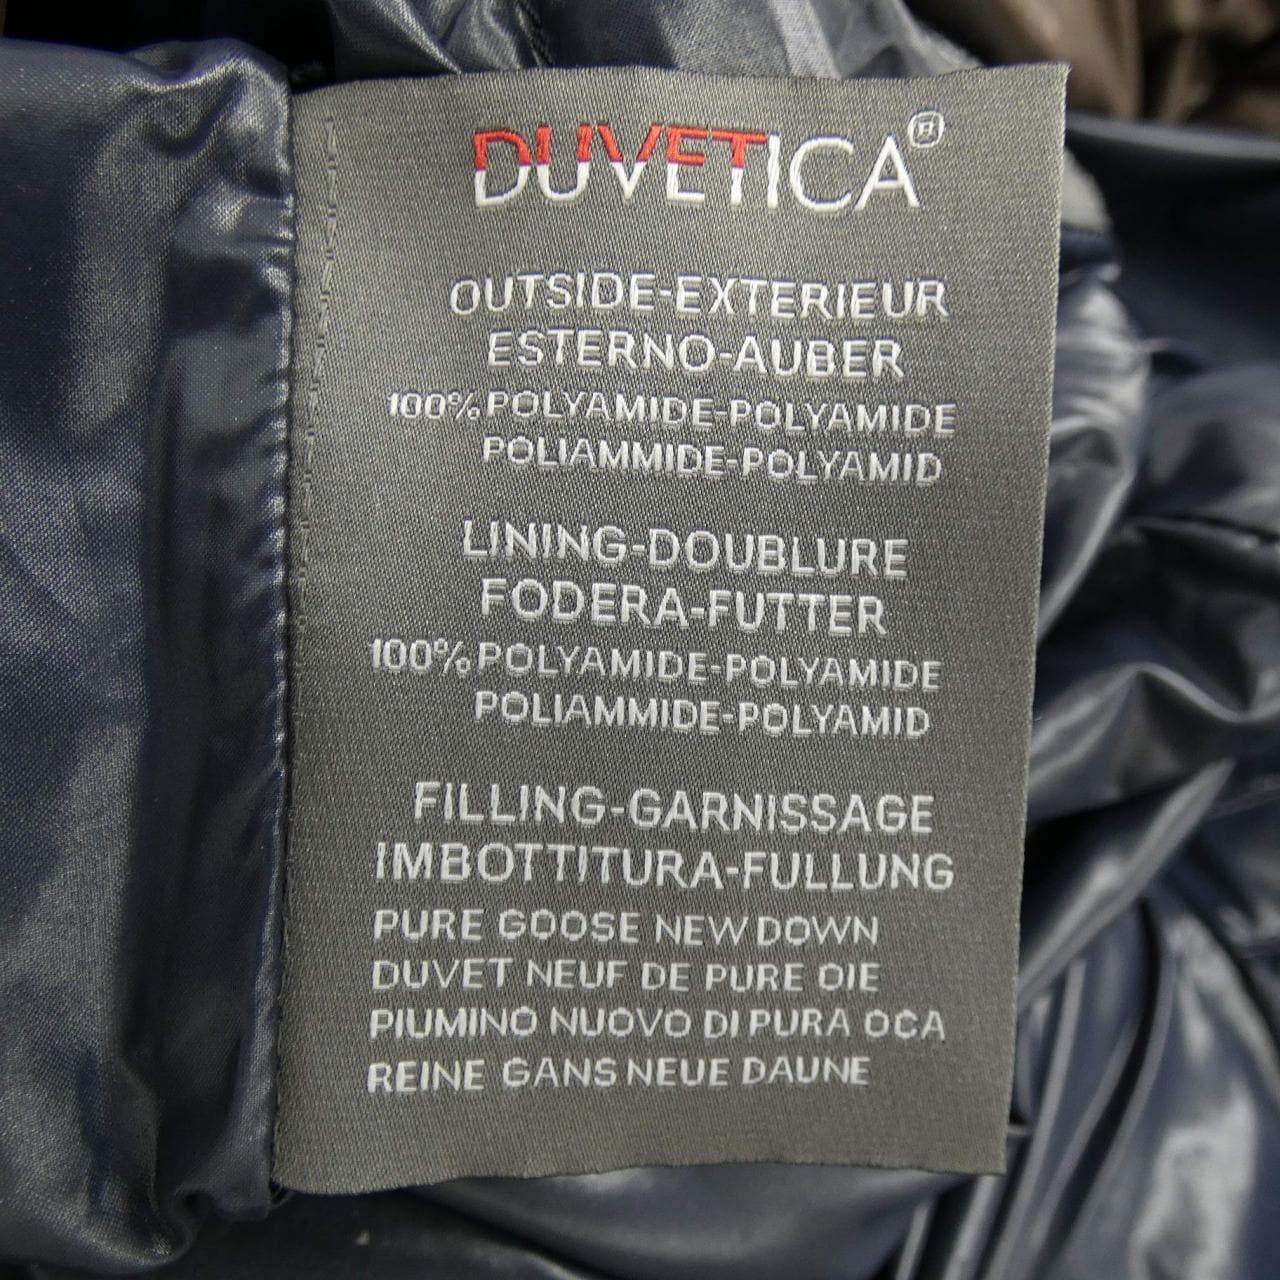 DUVETICA®
OUTSIDE-EXTERIEUR
ESTERNO-AUBER
100% POLYAMIDE-POLYAMIDE
POLIAMMIDE-POLYAMID
LINING-DOUBLURE
FODERA-FUTTER
100% POLYAMIDE-POLYAMIDE
POLIAMMIDE-POLYAMID
FILLING-GARNISSAGE
IMBOTTITURA-FULLUNG
PURE GOOSE NEW DOWN
DUVET NEUF DE PURE OIE
PIUMINO NUOVO DI PURA OCA
REINE GANS NEUE DAUNE